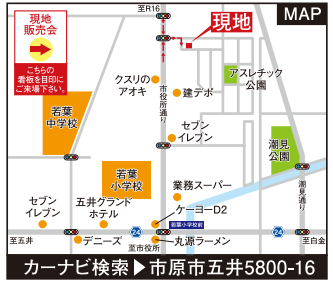 至R16
MAP
現地
販売会
こちらの
看板を目印に
ご来場下さい。
現地
クスリの
アオキ
建デポ
アスレチック
公園
市役所通り
若葉
中学校
セブン
イレブン
潮見
公園
若葉
小学校
業務スーパー
潮見通り
セブン
イレブン
五井グランド
ホテル
ケーヨーD2
若葉小学校前
至五井
デニーズ
24
至市役所
丸源ラーメン
24
至白金
カーナビ検索▶市原市五井5800-16